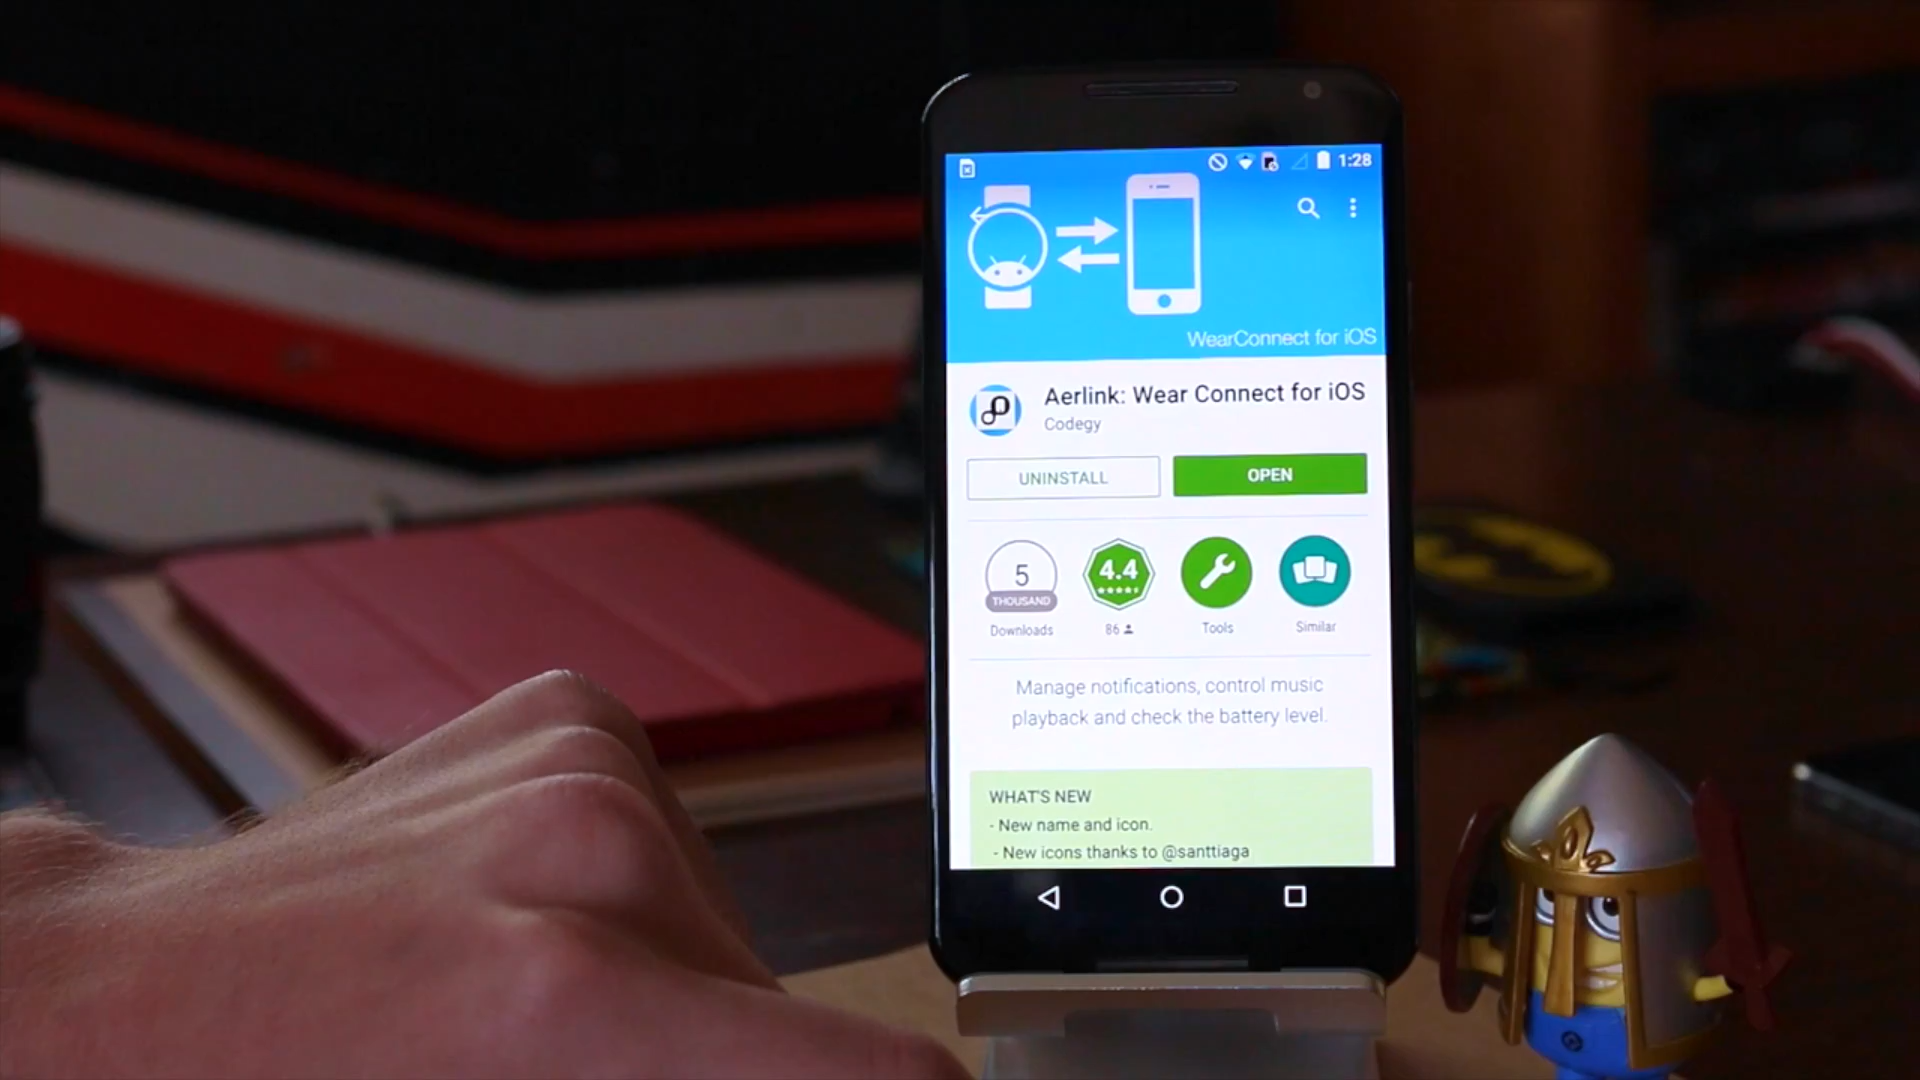 1:28
WearConnect for iOS
Aerlink: Wear Connect for iOS
Codegy
UNINSTALL
OPEN
5
THOUSAND
Downloads
4.4
86
Tools
Similar
Manage notifications, control music
playback and check the battery level.
WHAT'S NEW
- New name and icon.
- New icons thanks to @santtiaga